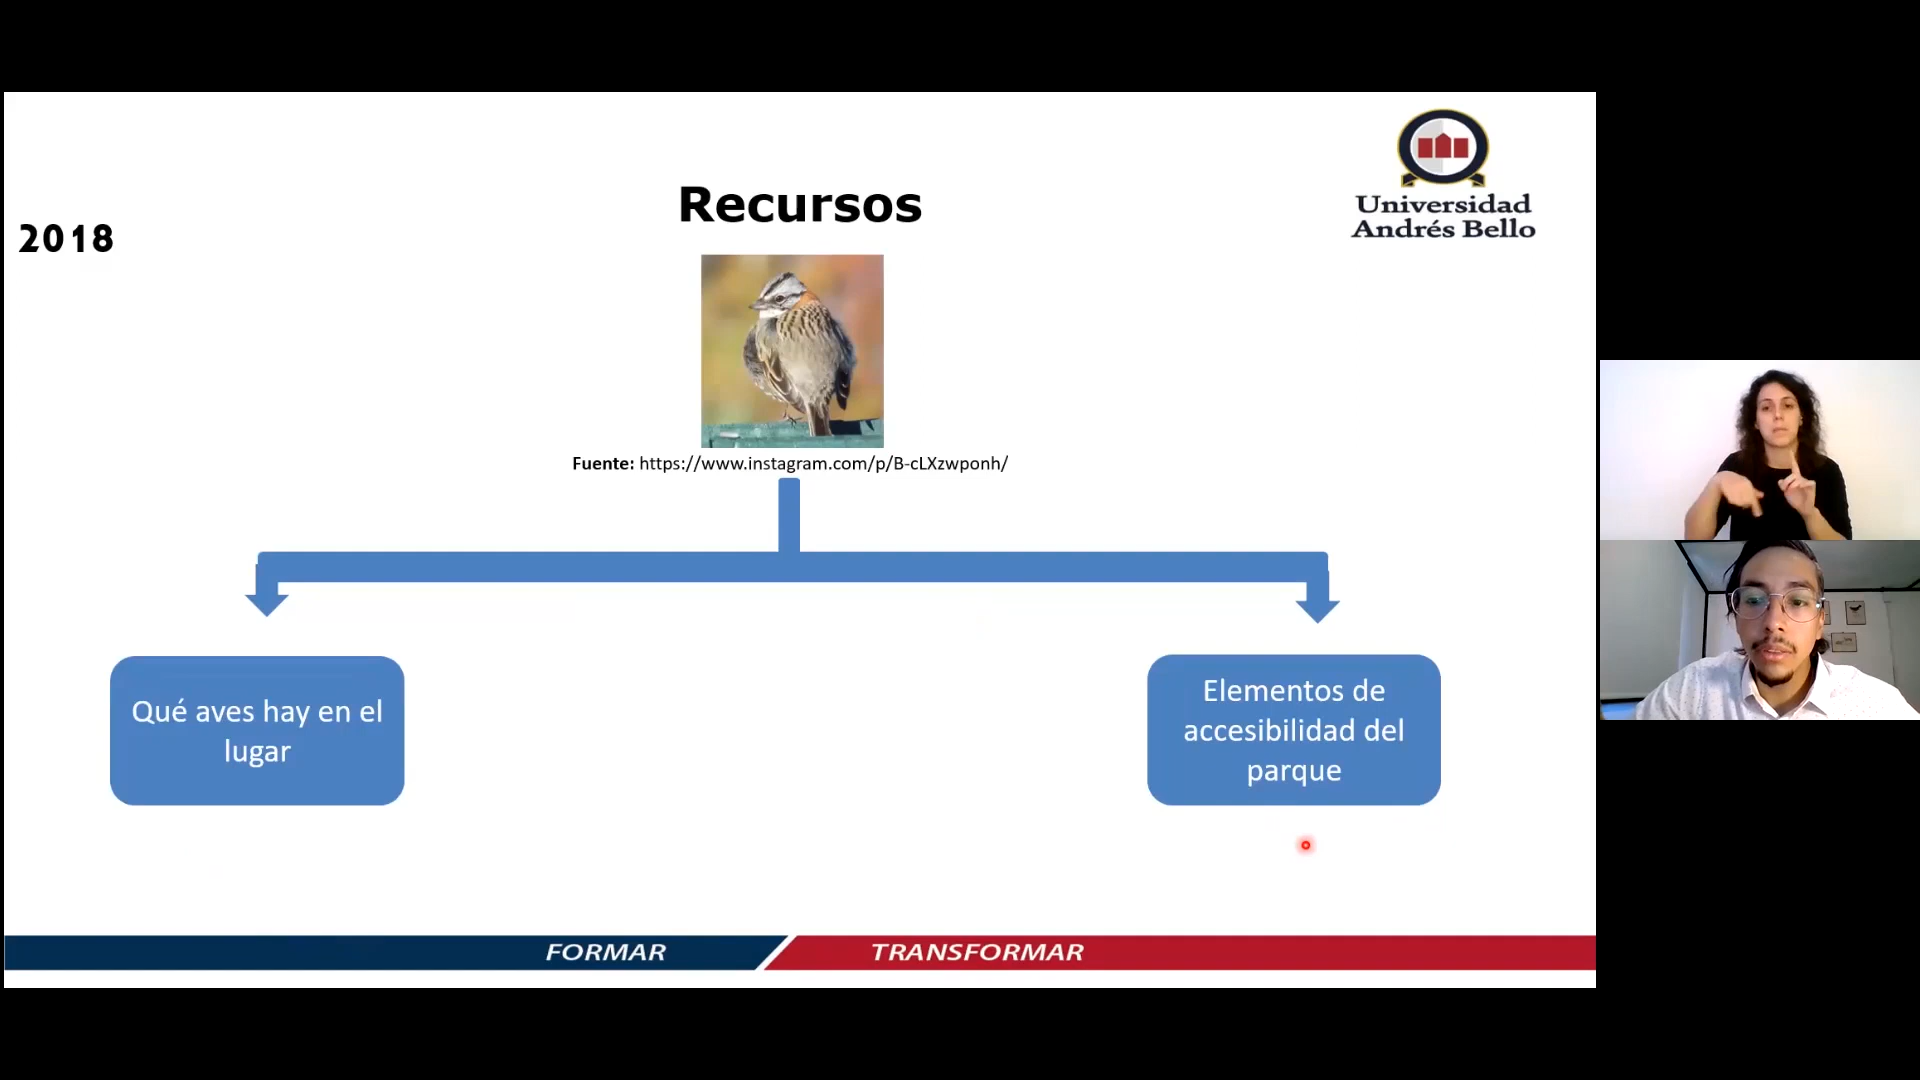 Universidad
Andrés Bello
Recursos
2018
Fuente: https://www.instagram.com/p/B-cLXzwponh/
Qué aves hay en el
lugar
Elementos de
accesibilidad del
parque
FORMAR
TRANSFORMAR